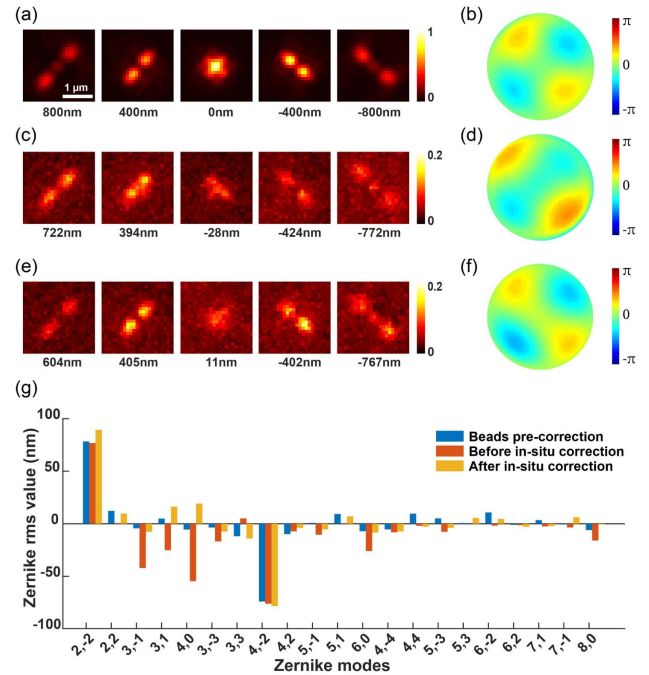 (a)
(b)
1 µm
1
0
800nm
400nm
0nm
-400nm
-800nm
π
0
-π
(c)
(d)
0.2
0
722nm
394nm
-28nm
-424nm
-772nm
π
0
-π
(e)
(f)
0.2
0
604nm
405nm
11nm
-402nm
-767nm
π
0
-π
(g)
Zernike rms value (nm)
100
50
0
-50
-100
Beads pre-correction
Before in-situ correction
After in-situ correction
2,-2
2,2
3,-1
3,1
4,0
3,-3
3,3
4,-2
4,2
5,-1
5,1
6,0
4,-4
4,4
5,-3
5,3
6,-2
6,2
7,1
7,-1
8,0
Zernike modes